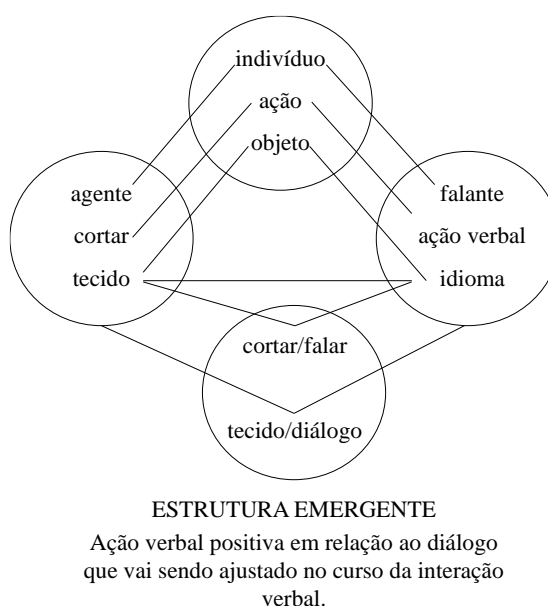 indivíduo
ação
objeto
agente
cortar
tecido
falante
ação verbal
idioma
cortar/falar
tecido/diálogo
ESTRUTURA EMERGENTE
Ação verbal positiva em relação ao diálogo
que vai sendo ajustado no curso da interação
verbal.